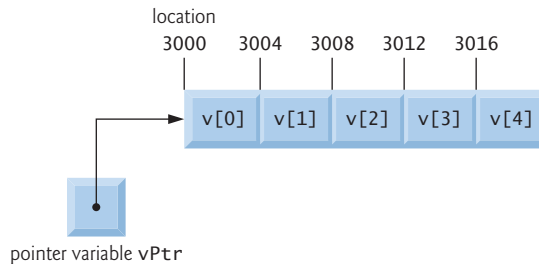 location
3000 3004 3008 3012 3016
v[0] v[1] v[2] v[3] v[4]
pointer variable vPtr